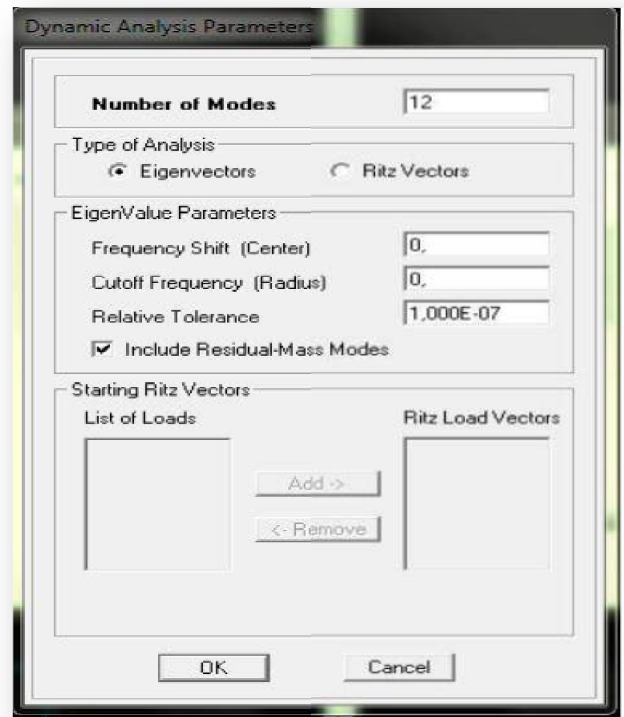 Dynamic Analysis Parameters
Number of Modes 12
Type of Analysis
Eigenvectors Ritz Vectors
EigenValue Parameters
Frequency Shift (Center) 0,
Cutoff Frequency (Radius) 0,
Relative Tolerance 1,000E-07
Include Residual-Mass Modes
Starting Ritz Vectors
List of Loads Ritz Load Vectors
Add ->
<- Remove
OK Cancel